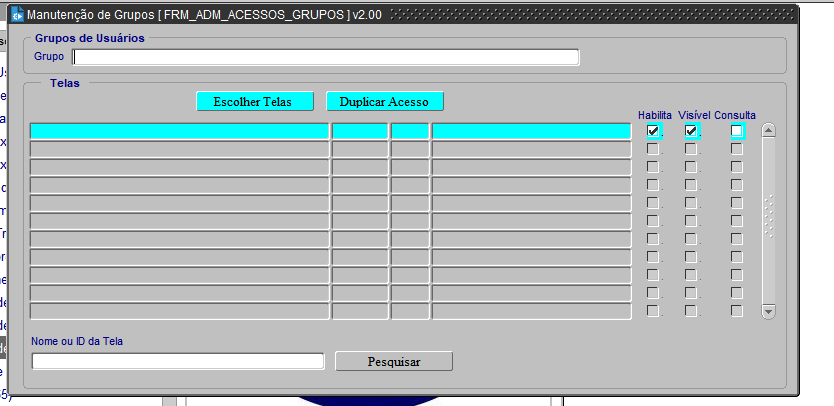 Manutenção de Grupos [ FRM_ADM_ACESSOS_GRUPOS ] v2.00
Grupos de Usuários
Grupo
Telas
Escolher Telas
Duplicar Acesso
Habilita Visível Consulta
Nome ou ID da Tela
Pesquisar